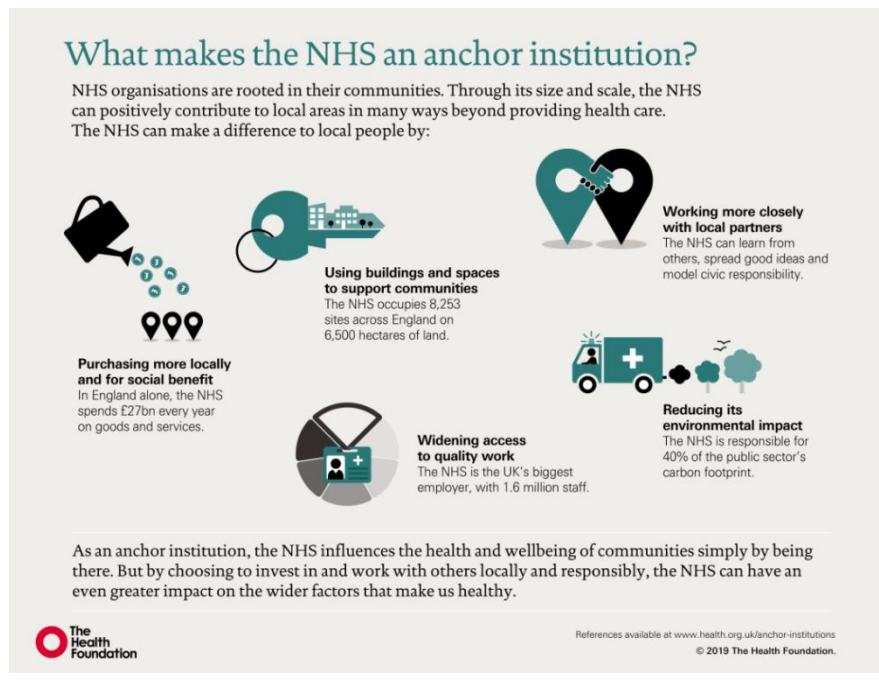 What makes the NHS an anchor institution?
NHS organisations are rooted in their communities. Through its size and scale, the NHS
can positively contribute to local areas in many ways beyond providing health care.
The NHS can make a difference to local people by:
Purchasing more locally
and for social benefit
In England alone, the NHS
spends £27bn every year
on goods and services.
Using buildings and spaces
to support communities
The NHS occupies 8,253
sites across England on
6,500 hectares of land.
Widening access
to quality work
The NHS is the UK's biggest
employer, with 1.6 million staff.
Working more closely
with local partners
The NHS can learn from
others, spread good ideas and
model civic responsibility.
Reducing its
environmental impact
The NHS is responsible for
40% of the public sector's
carbon footprint.
As an anchor institution, the NHS influences the health and wellbeing of communities simply by being
there. But by choosing to invest in and work with others locally and responsibly, the NHS can have an
even greater impact on the wider factors that make us healthy.
The
Health
Foundation
References available at www.health.org.uk/anchor-institutions
© 2019 The Health Foundation.